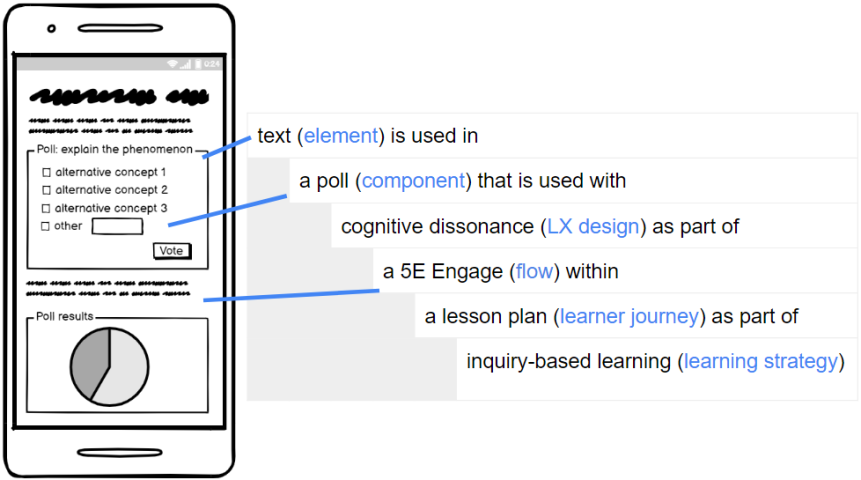 9:24
Poll: explain the phenomenon
alternative concept 1
alternative concept 2
alternative concept 3
other
Vote
Poll results
text (element) is used in
a poll (component) that is used with
cognitive dissonance (LX design) as part of
a 5E Engage (flow) within
a lesson plan (learner journey) as part of
inquiry-based learning (learning strategy)